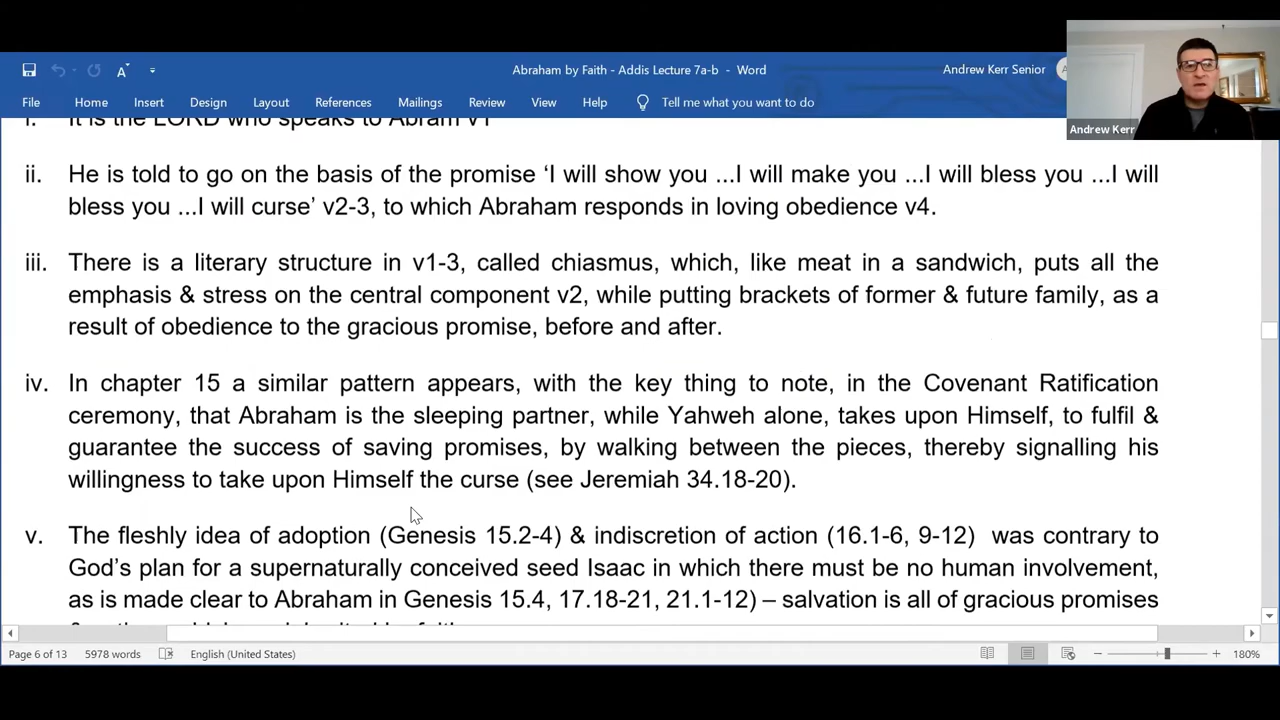 Abraham by Faith - Addis Lecture 7a-b - Word
Andrew Kerr Senior
A
File Home Insert Design Layout References Mailings Review View Help Tell me what you want to do
Andrew Kerr
i. It is the LORD who speaks to Abram v1
ii. He is told to go on the basis of the promise ‘I will show you ...I will make you ...I will bless you ...I will
bless you ...I will curse’ v2-3, to which Abraham responds in loving obedience v4.
iii. There is a literary structure in v1-3, called chiasmus, which, like meat in a sandwich, puts all the
emphasis & stress on the central component v2, while putting brackets of former & future family, as a
result of obedience to the gracious promise, before and after.
iv. In chapter 15 a similar pattern appears, with the key thing to note, in the Covenant Ratification
ceremony, that Abraham is the sleeping partner, while Yahweh alone, takes upon Himself, to fulfil &
guarantee the success of saving promises, by walking between the pieces, thereby signalling his
willingness to take upon Himself the curse (see Jeremiah 34.18-20).
v. The fleshly idea of adoption (Genesis 15.2-4) & indiscretion of action (16.1-6, 9-12) was contrary to
God’s plan for a supernaturally conceived seed Isaac in which there must be no human involvement,
as is made clear to Abraham in Genesis 15.4, 17.18-21, 21.1-12) – salvation is all of gracious promises
Page 6 of 13 5978 words English (United States) 180%